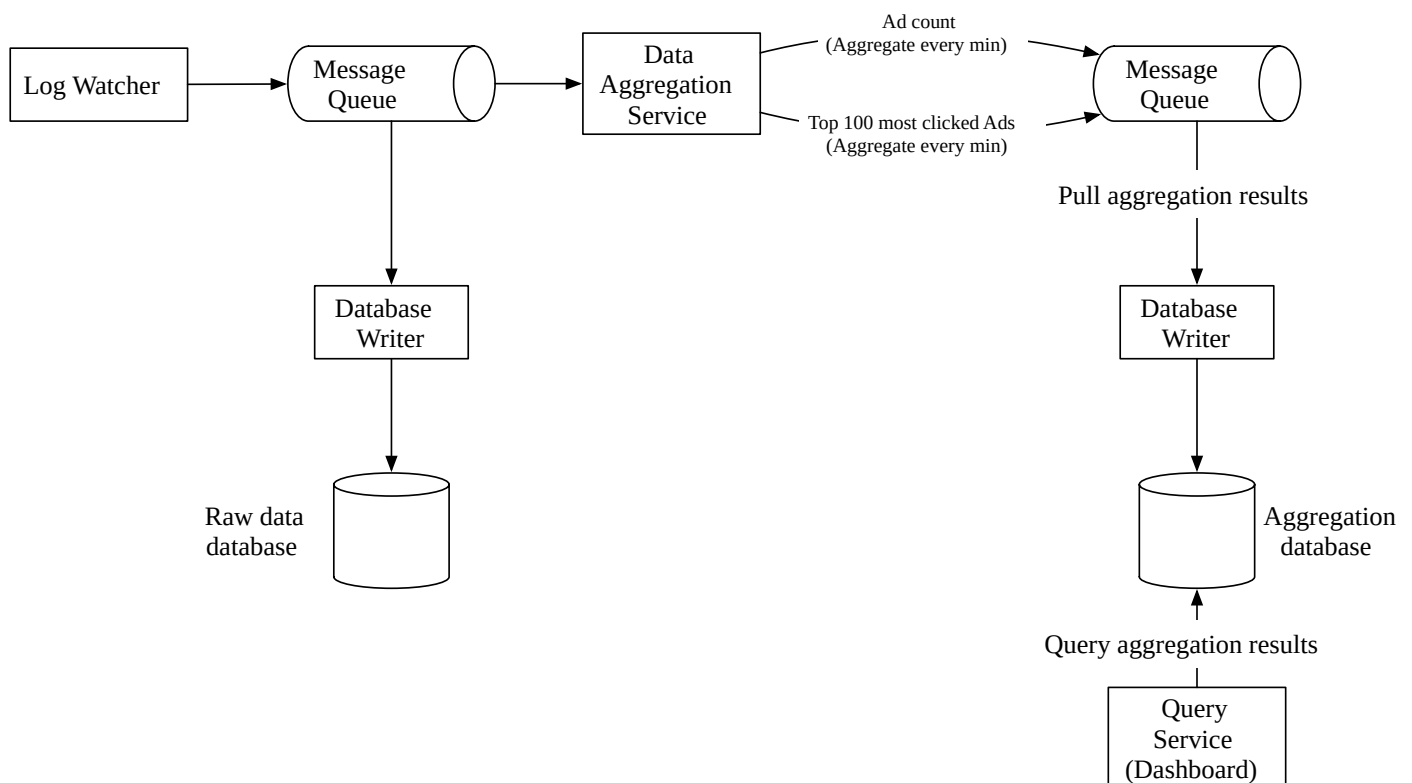 Log Watcher
Message
Queue
Data
Aggregation
Service
Ad count
(Aggregate every min)
Top 100 most clicked Ads
(Aggregate every min)
Message
Queue
Pull aggregation results
Database
Writer
Database
Writer
Raw data
database
Aggregation
database
Query aggregation results
Query
Service
(Dashboard)